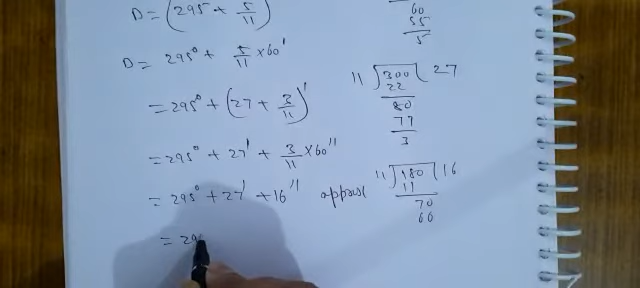 D = (295 + 5/11)°
D = 295° + 5/11 × 60'
= 295° + (27 + 3/11)'
= 295° + 27' + 3/11 × 60''
= 295° + 27' + 16'' approx
= 29
60
55
5
11 ) 300 ( 27
22
80
77
3
11 ) 180 ( 16
11
70
66